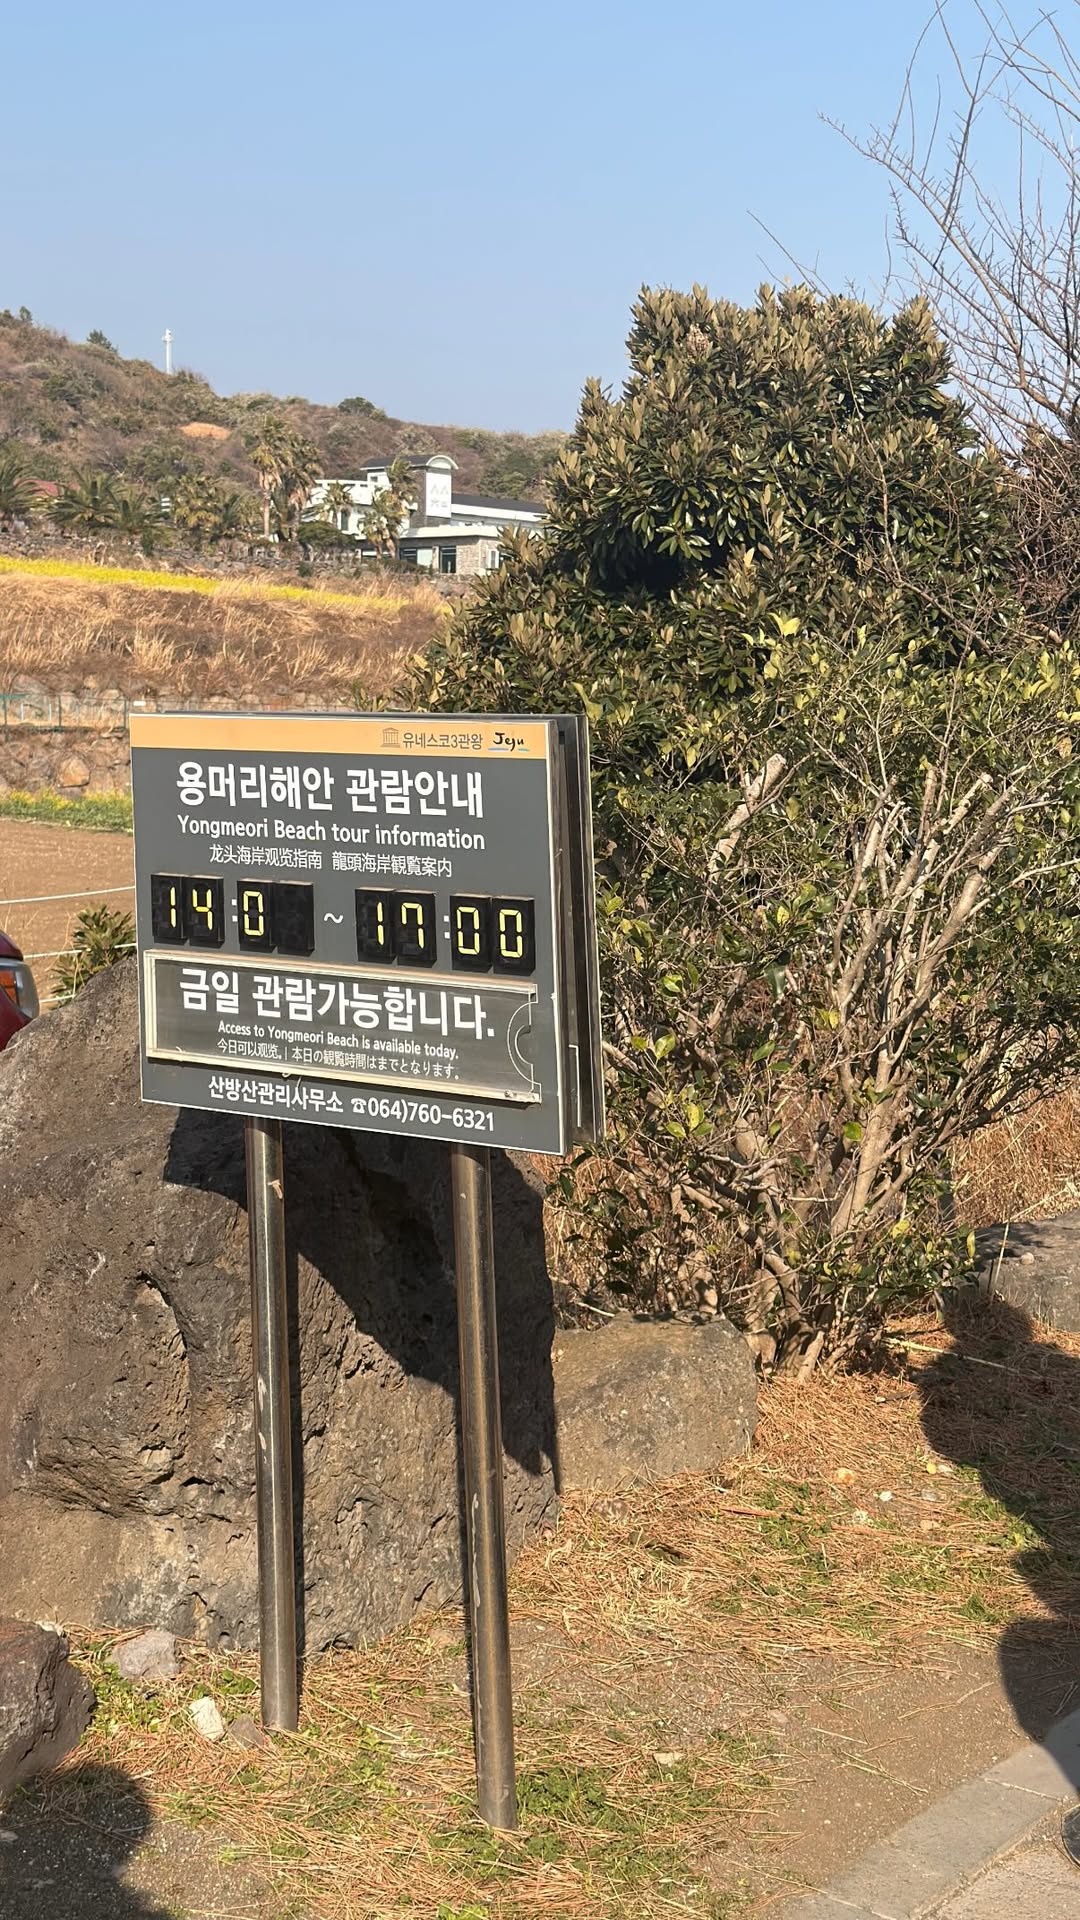 유네스코3관왕 Jeju
용머리해안 관람안내
Yongmeori Beach tour information
龙头海岸观览指南 龍頭海岸観覧案内
14:0 ~ 17:00
금일 관람가능합니다.
Access to Yongmeori Beach is available today.
今日可以观览。| 本日の観覧時間はまでとなります。
산방산관리사무소 ☎064)760-6321